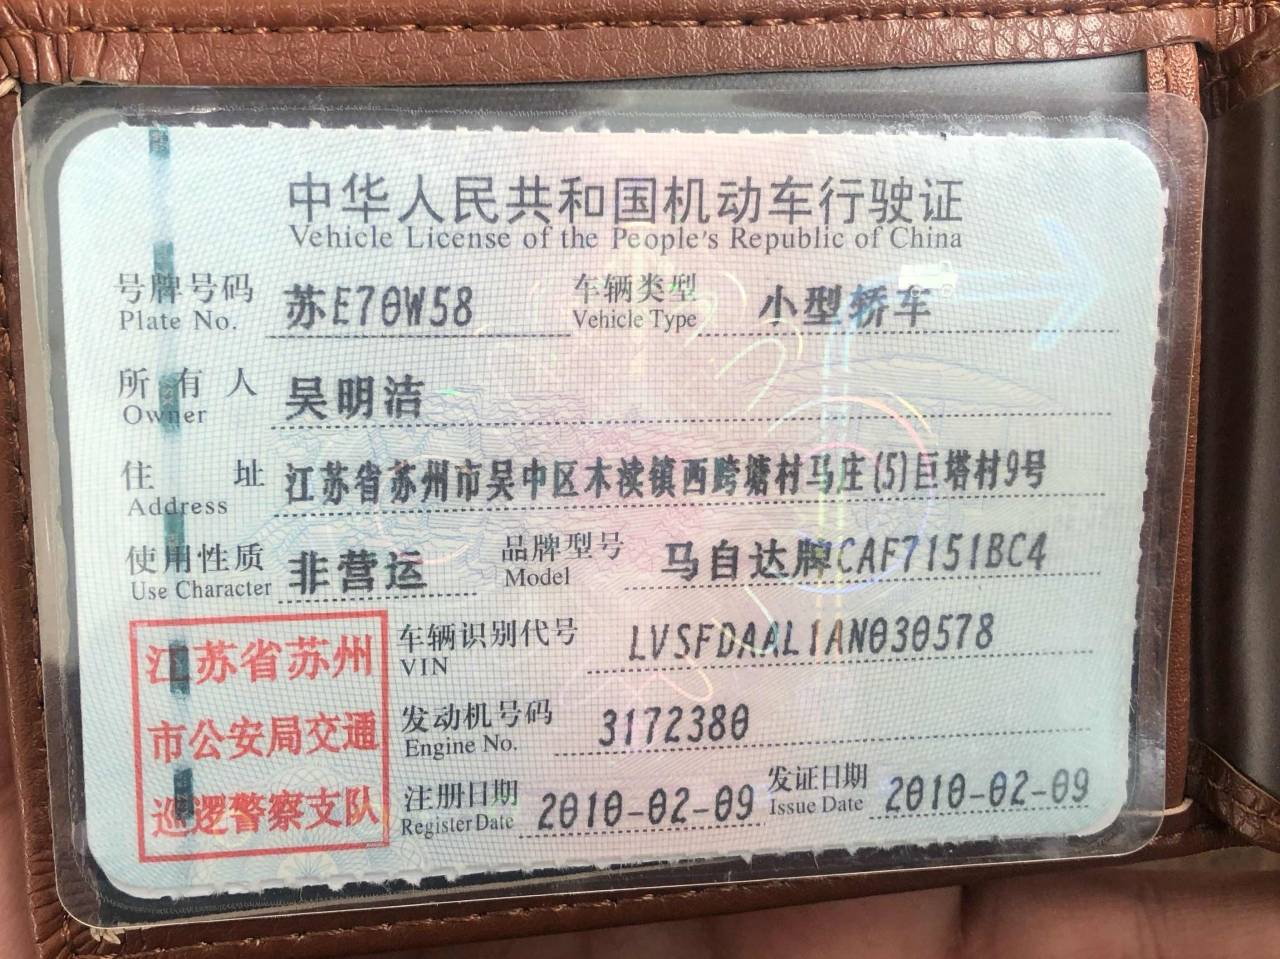 中华人民共和国机动车行驶证
Vehicle License of the People's Republic of China
号牌号码 苏E70W58 车辆类型 小型轿车
Plate No. Vehicle Type
所有人 吴明洁
Owner
住址 江苏省苏州市吴中区木渎镇西跨塘村马庄(5)巨塔村9号
Address
使用性质 非营运 品牌型号 马自达牌CAF7151BC4
Use Character Model
江苏省苏州 车辆识别代号 LVSFDAAL1AN030578
VIN
市公安局交通 发动机号码 3172380
Engine No.
巡逻警察支队 注册日期 2010-02-09 发证日期 2010-02-09
Register Date Issue Date